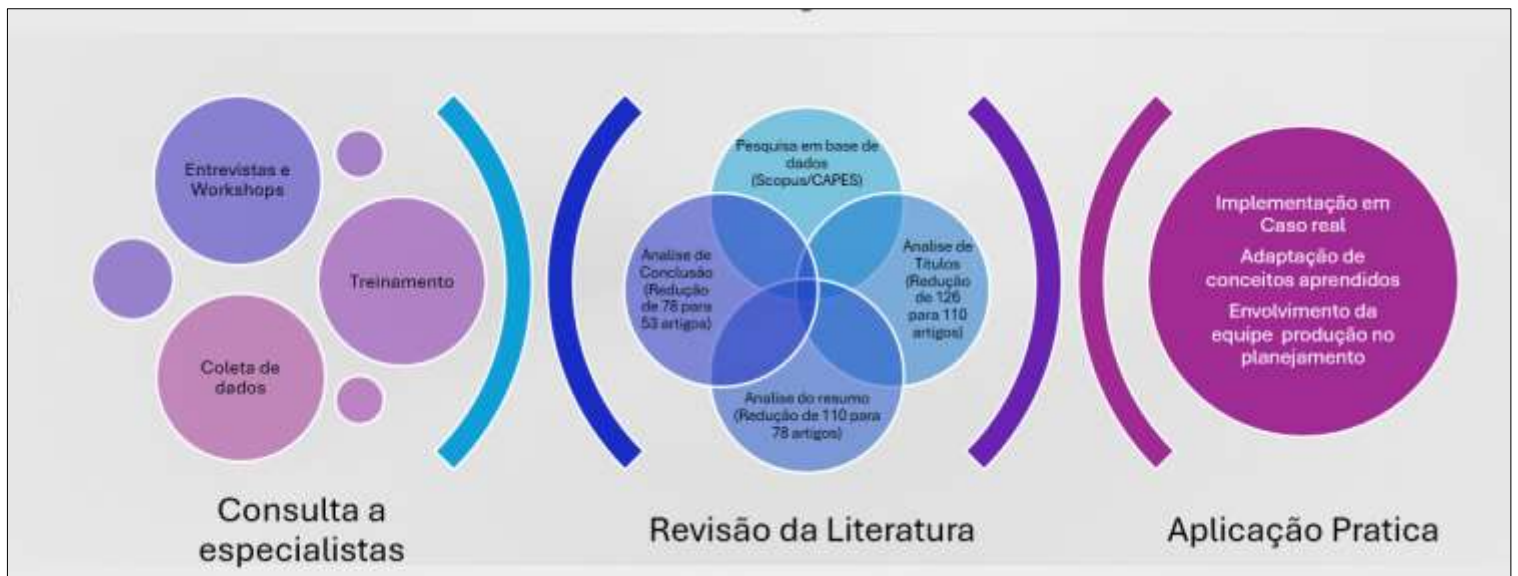 Entrevistas e
Workshops
Treinamento
Coleta de
dados
Consulta a
especialistas
Pesquisa em base de
dados
(Scopus/CAPES)
Analise de
Titulos
(Redução
de 126
para 110
artigos)
Analise do resumo
(Redução de 110 para
78 artigos)
Analise de
Conclusão
(Redução
de 78 para
53 artigos)
Revisão da Literatura
Implementação em
Caso real
Adaptação de
conceitos aprendidos
Envolvimento da
equipe produção no
planejamento
Aplicação Pratica